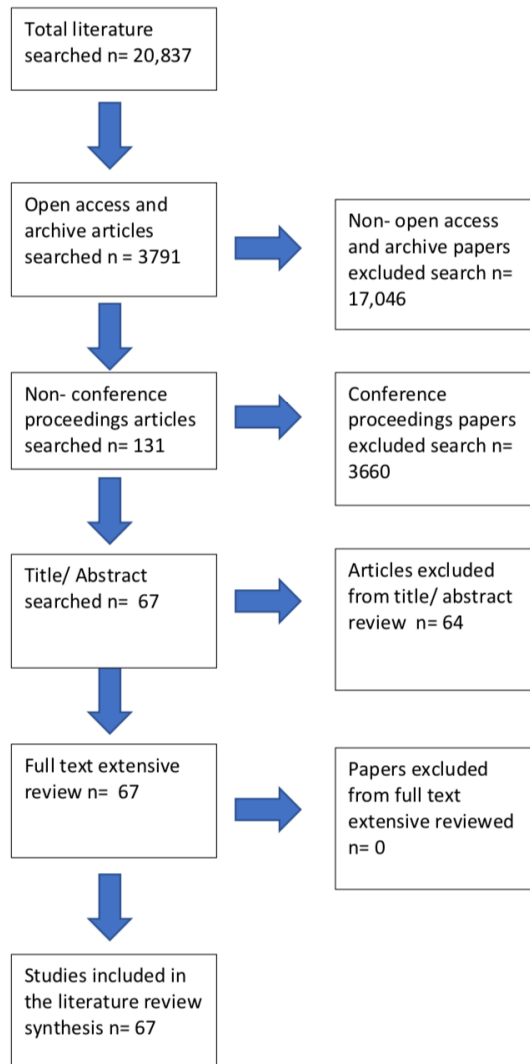 Total literature
searched n= 20,837
Open access and
archive articles
searched n = 3791
Non- open access
and archive papers
excluded search n=
17,046
Non- conference
proceedings articles
searched n= 131
Conference
proceedings papers
excluded search n=
3660
Title/ Abstract
searched n=  67
Articles excluded
from title/ abstract
review  n= 64
Full text extensive
review n=  67
Papers excluded
from full text
extensive reviewed
n= 0
Studies included in
the literature review
synthesis n= 67